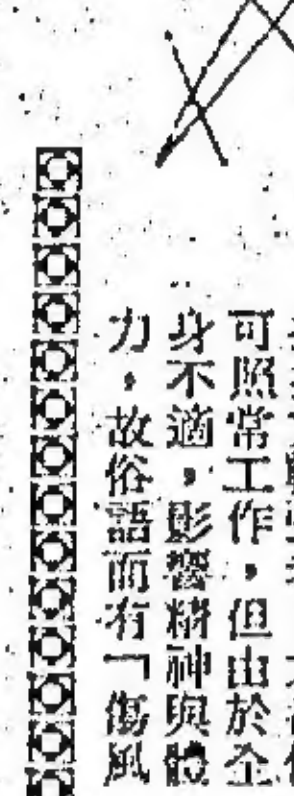 可照常工作，但由於全
身不適，影響精神與體
力，故俗語而有「傷風